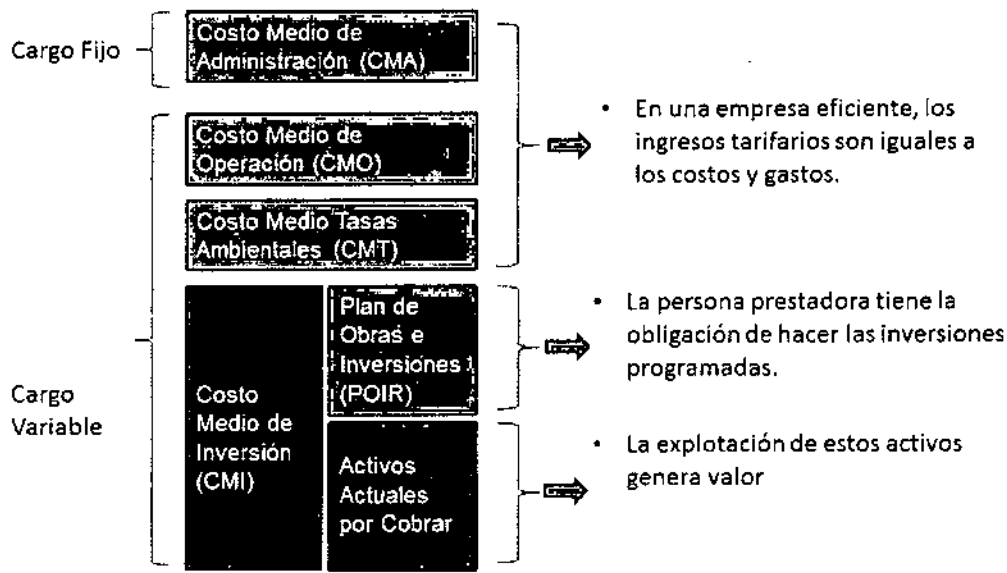 Cargo Fijo
Costo Medio de
Administración (CMA)
Costo Medio de
Operación (CMO)
Costo Medio Tasas
Ambientales (CMT)
• En una empresa eficiente, los
ingresos tarifarios son iguales a
los costos y gastos.
Cargo
Variable
Costo
Medio de
Inversión
(CMI)
Plan de
Obras e
Inversiones
(POIR)
• La persona prestadora tiene la
obligación de hacer las inversiones
programadas.
Activos
Actuales
por Cobrar
• La explotación de estos activos
genera valor